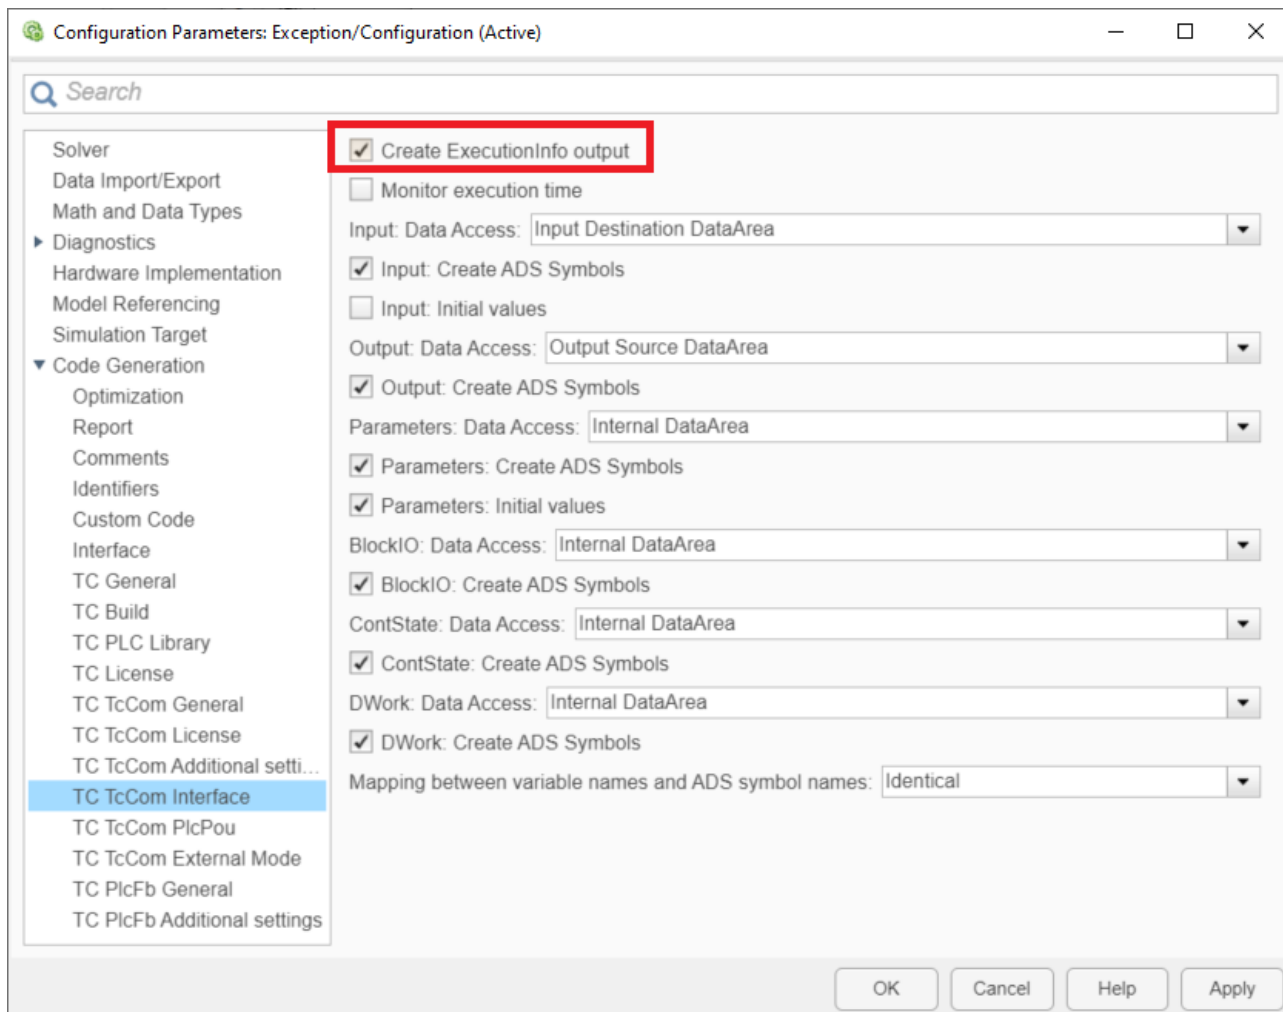 Configuration Parameters: Exception/Configuration (Active)
Search
Solver
Data Import/Export
Math and Data Types
Diagnostics
Hardware Implementation
Model Referencing
Simulation Target
Code Generation
Optimization
Report
Comments
Identifiers
Custom Code
Interface
TC General
TC Build
TC PLC Library
TC License
TC TcCom General
TC TcCom License
TC TcCom Additional setti...
TC TcCom Interface
TC TcCom PlcPou
TC TcCom External Mode
TC PlcFb General
TC PlcFb Additional settings
Create ExecutionInfo output
Monitor execution time
Input: Data Access: Input Destination DataArea
Input: Create ADS Symbols
Input: Initial values
Output: Data Access: Output Source DataArea
Output: Create ADS Symbols
Parameters: Data Access: Internal DataArea
Parameters: Create ADS Symbols
Parameters: Initial values
BlockIO: Data Access: Internal DataArea
BlockIO: Create ADS Symbols
ContState: Data Access: Internal DataArea
ContState: Create ADS Symbols
DWork: Data Access: Internal DataArea
DWork: Create ADS Symbols
Mapping between variable names and ADS symbol names: Identical
OK Cancel Help Apply